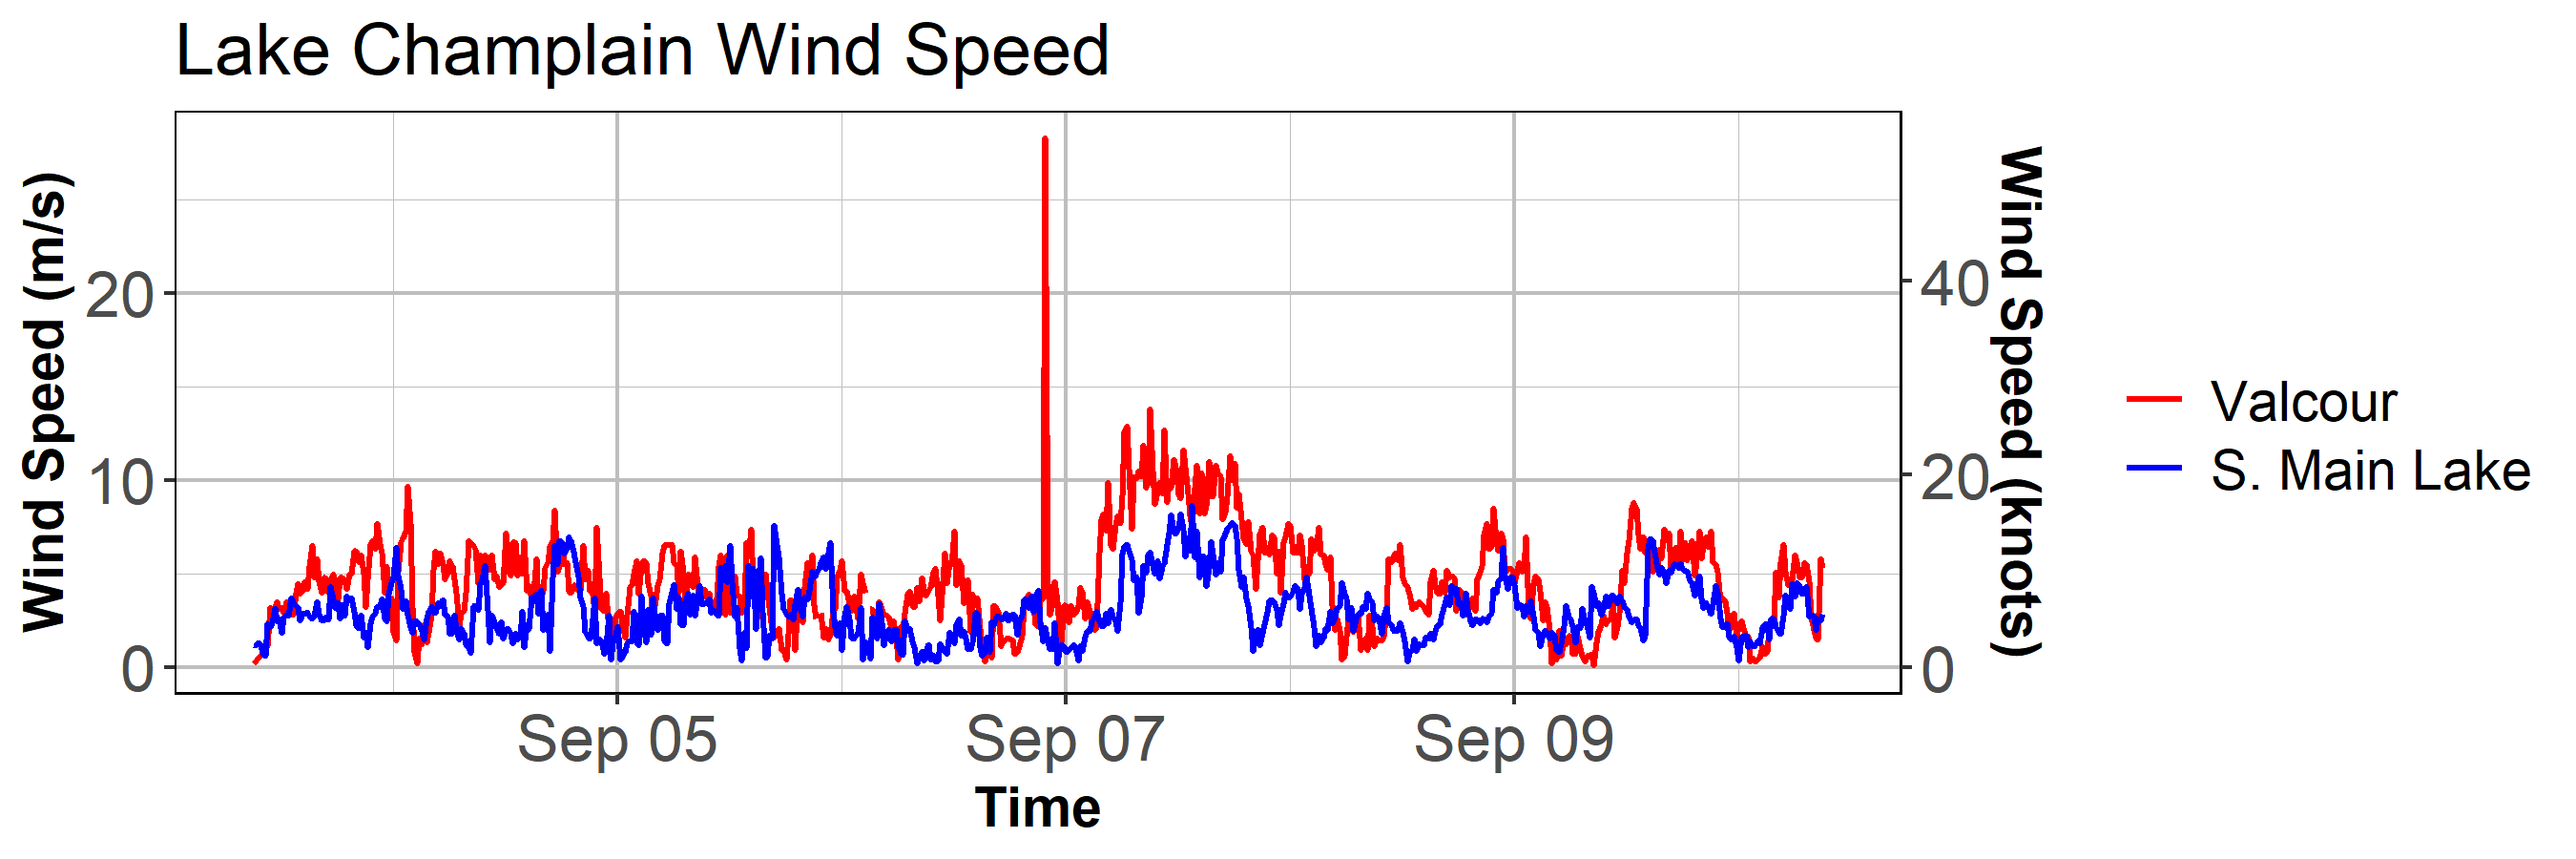 Lake Champlain Wind Speed
Wind Speed (m/s)
20
10
0
40
20
0
Wind Speed (knots)
Sep 05
Sep 07
Sep 09
Time
Valcour
S. Main Lake